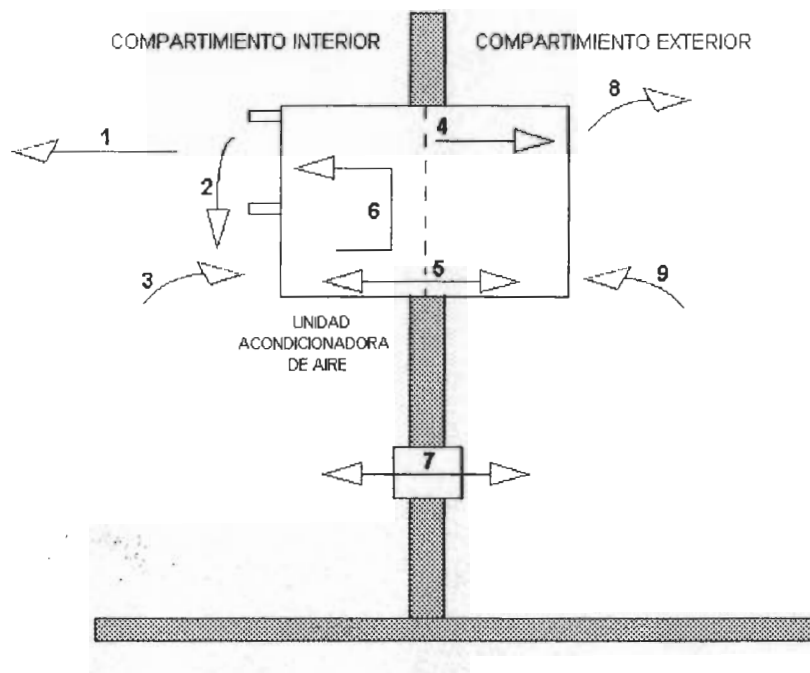 COMPARTIMIENTO INTERIOR
COMPARTIMIENTO EXTERIOR
8
4
1
2
6
3
5
9
UNIDAD
ACONDICIONADORA
DE AIRE
7